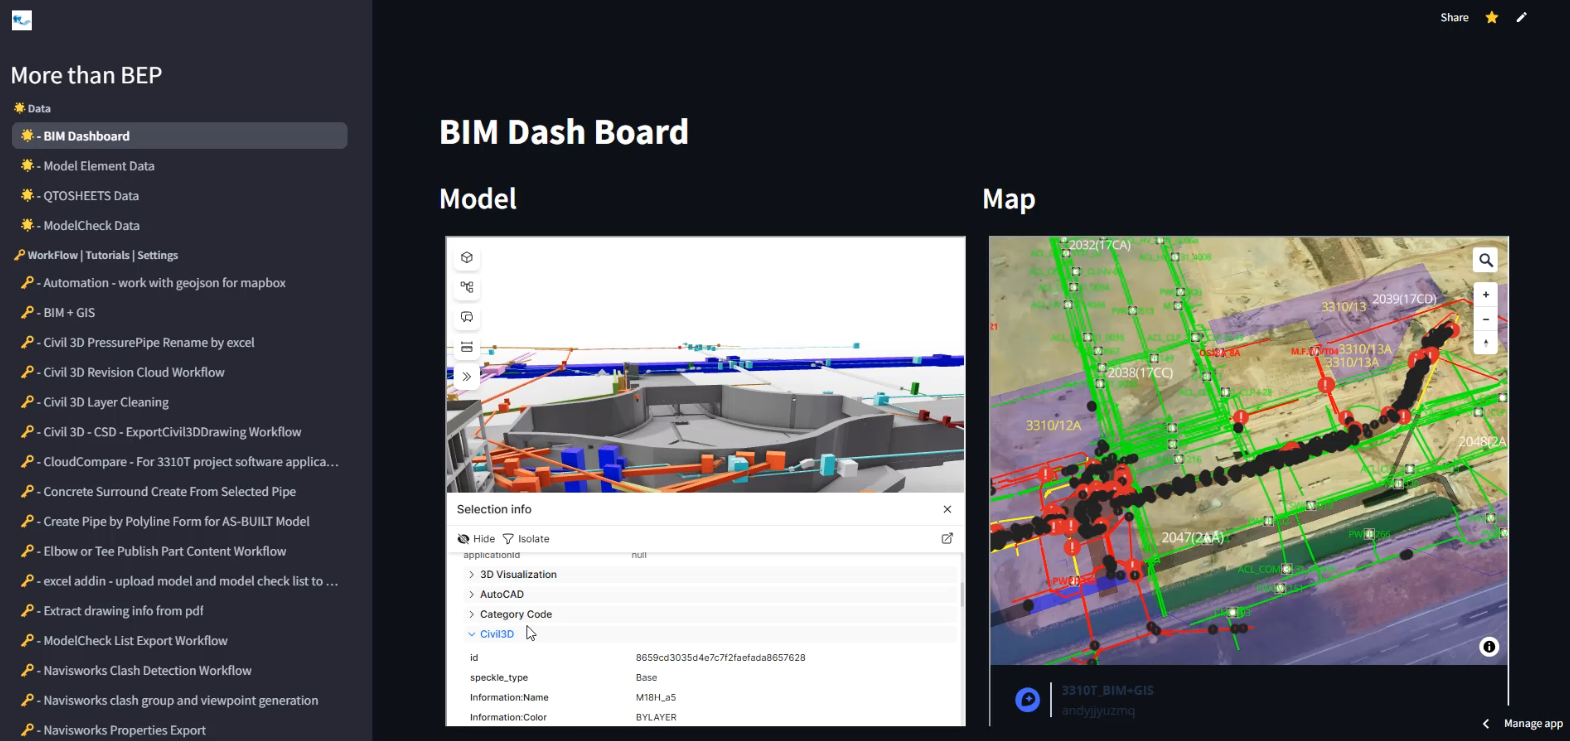 Share
More than BEP
Data
- BIM Dashboard
- Model Element Data
- QTOSHEETS Data
- ModelCheck Data
WorkFlow | Tutorials | Settings
- Automation - work with geojson for mapbox
- BIM + GIS
- Civil 3D PressurePipe Rename by excel
- Civil 3D Revision Cloud Workflow
- Civil 3D Layer Cleaning
- Civil 3D - CSD - ExportCivil3DDrawing Workflow
- CloudCompare - For 3310T project software applica...
- Concrete Surround Create From Selected Pipe
- Create Pipe by Polyline Form for AS-BUILT Model
- Elbow or Tee Publish Part Content Workflow
- excel addin - upload model and model check list to ...
- Extract drawing info from pdf
- ModelCheck List Export Workflow
- Navisworks Clash Detection Workflow
- Navisworks clash group and viewpoint generation
- Navisworks Properties Export
BIM Dash Board
Model
Selection info
Hide Isolate
applicationId null
3D Visualization
AutoCAD
Category Code
Civil3D
id 8659cd3035d4e7c7f2faefada8657628
speckle_type Base
Information:Name M18H_a5
Information:Color BYLAYER
Map
2032(17CA)
2039(17CD)
3310/13
3310/13A
3310/13A
2038(17CC)
3310/12A
2048(2A
2047(2AA)
3310T_BIM+GIS
andyjjyuzmq
Manage app